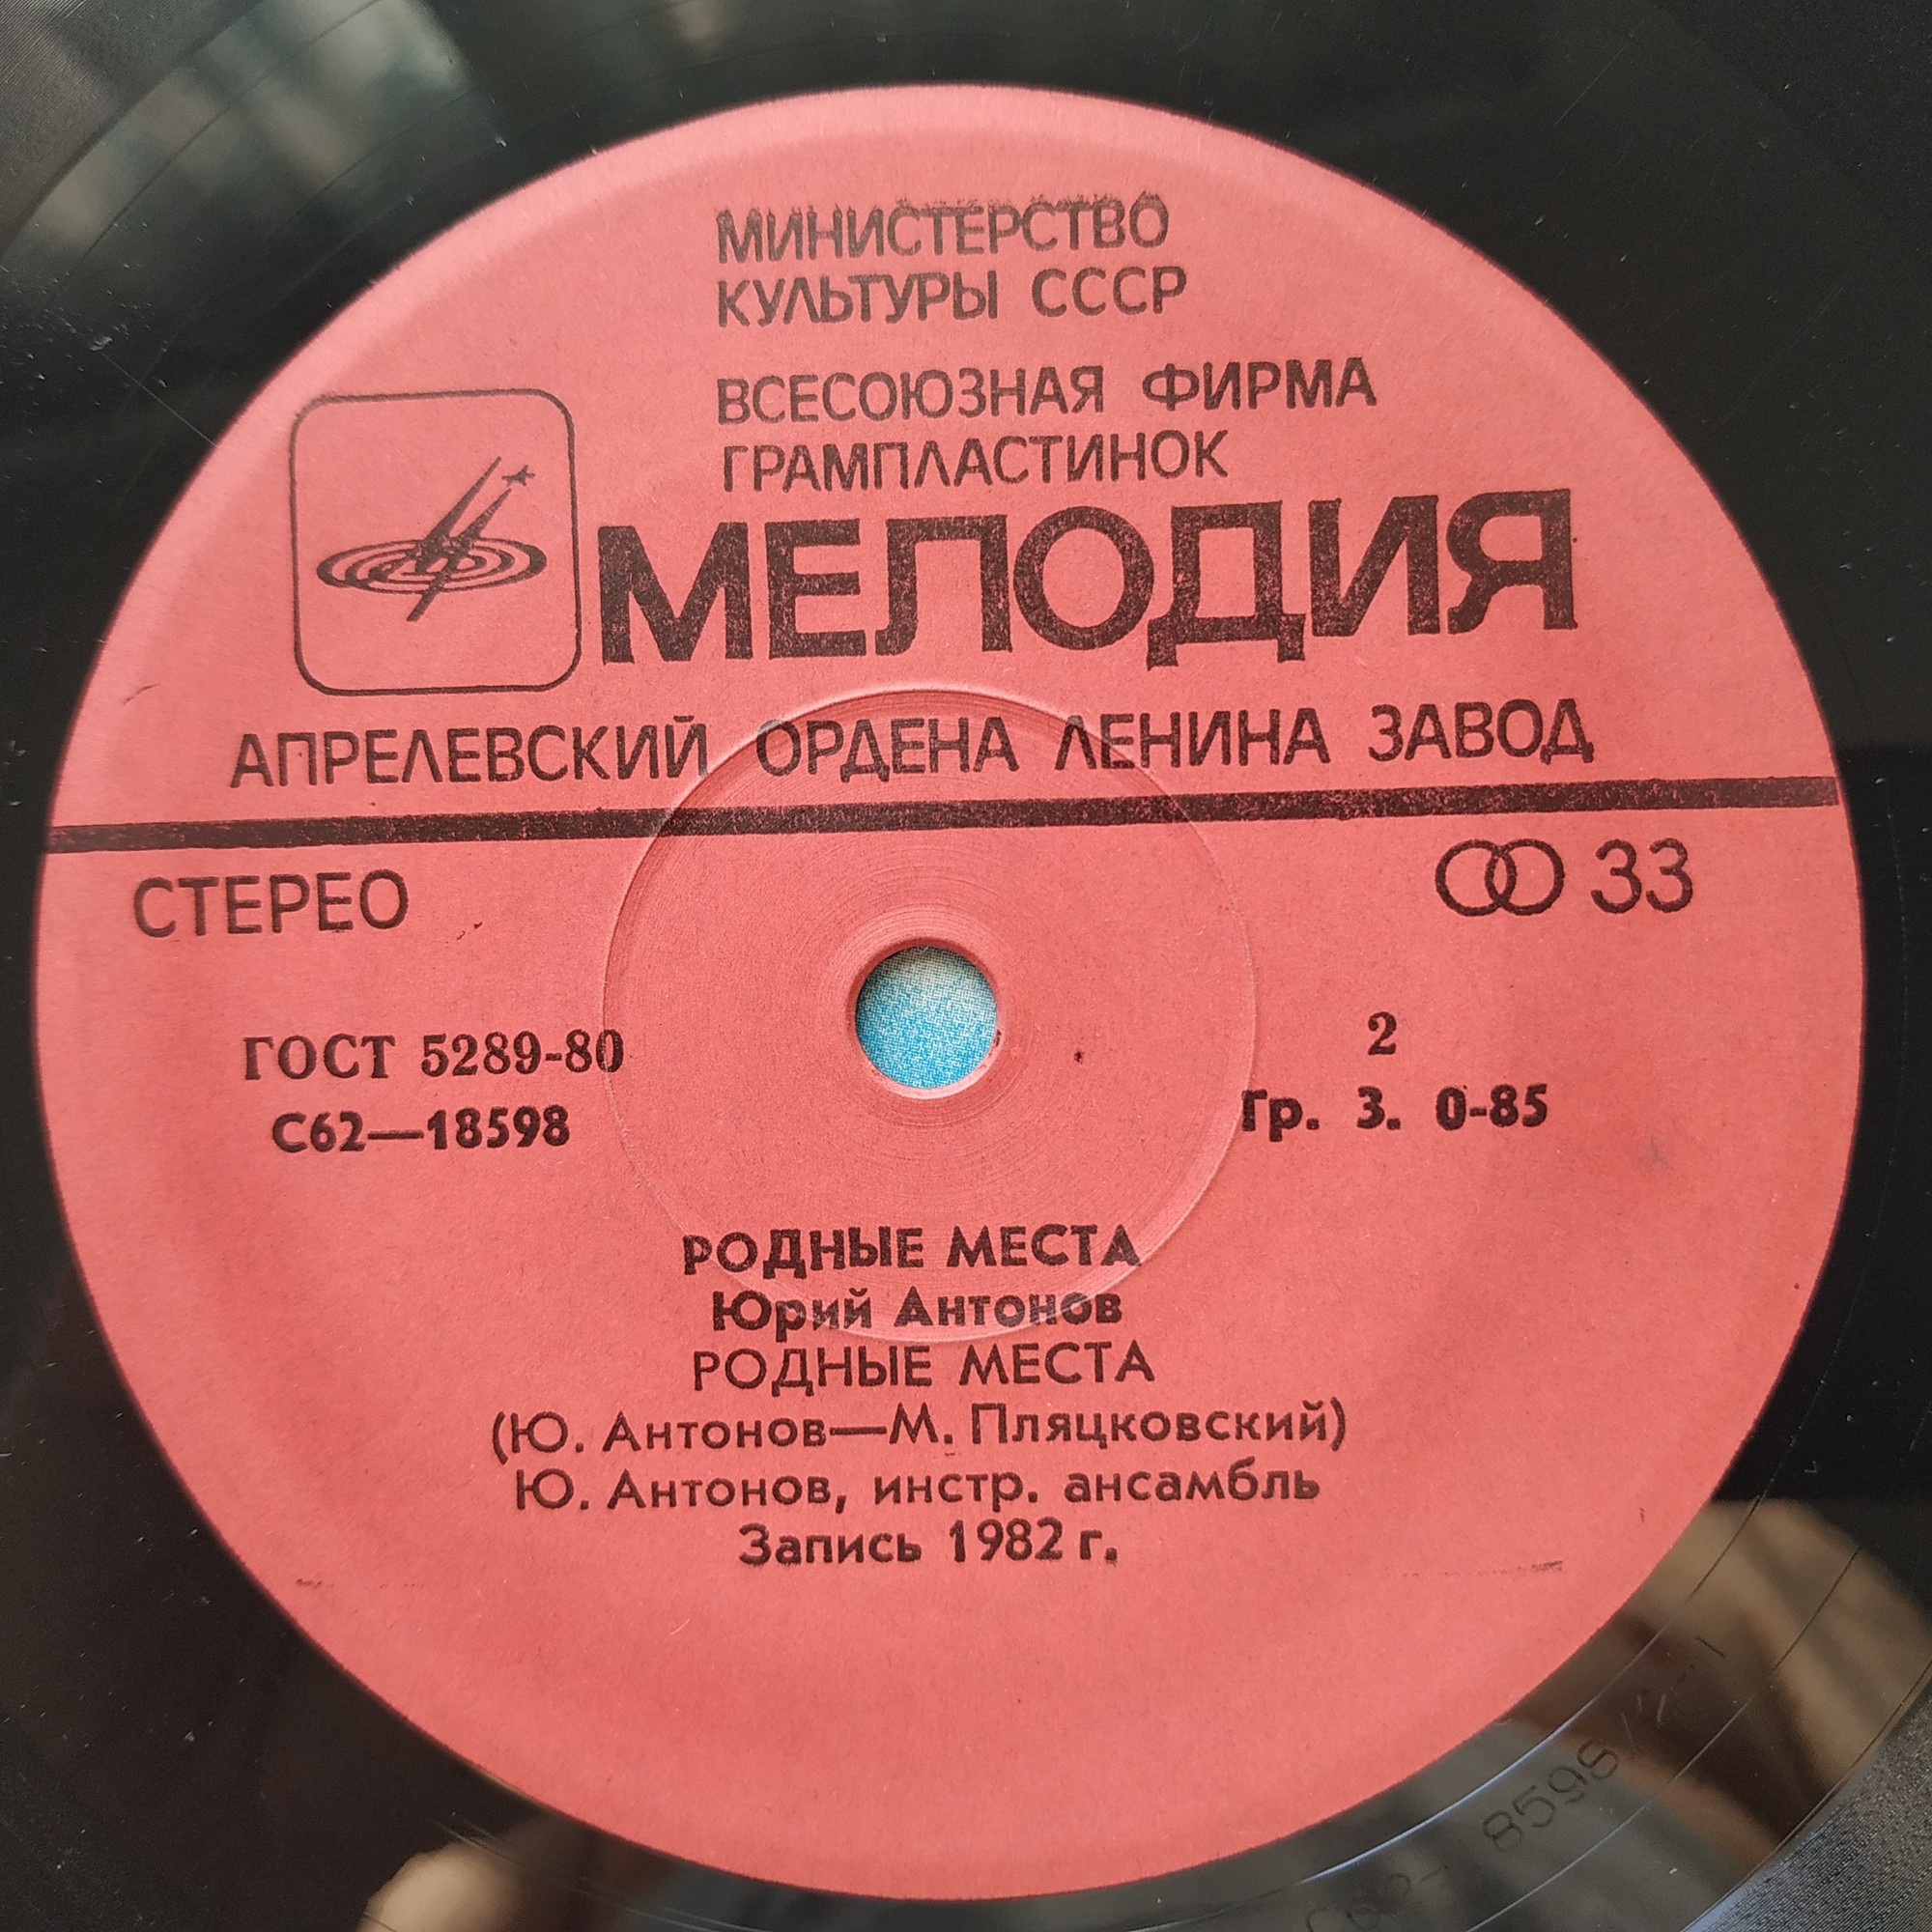 МИНИСТЕРСТВО
КУЛЬТУРЫ СССР
ВСЕСОЮЗНАЯ ФИРМА
ГРАМПЛАСТИНОК
МЕЛОДИЯ
АПРЕЛЕВСКИЙ ОРДЕНА ЛЕНИНА ЗАВОД
СТЕРЕО
33
ГОСТ 5289-80
С62—18598
2
Гр. 3. 0-85
РОДНЫЕ МЕСТА
Юрий Антонов
РОДНЫЕ МЕСТА
(Ю. Антонов—М. Пляцковский)
Ю. Антонов, инстр. ансамбль
Запись 1982 г.